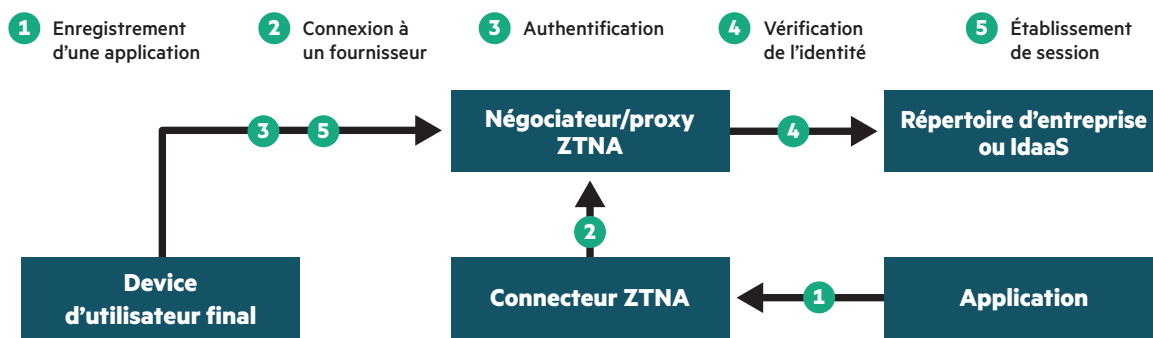 1 Enregistrement
d’une application
2 Connexion à
un fournisseur
3 Authentification
4 Vérification
de l’identité
5 Établissement
de session
3 5
Négociateur/proxy
ZTNA
4
Répertoire d’entreprise
ou IdaaS
2
Device
d’utilisateur final
Connecteur ZTNA
1
Application